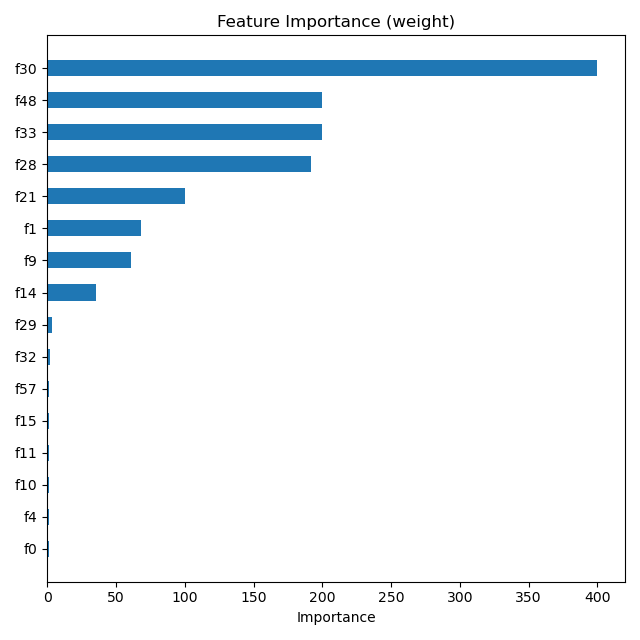 Feature Importance (weight)
f30
f48
f33
f28
f21
f1
f9
f14
f29
f32
f57
f15
f11
f10
f4
f0
0 50 100 150 200 250 300 350 400
Importance